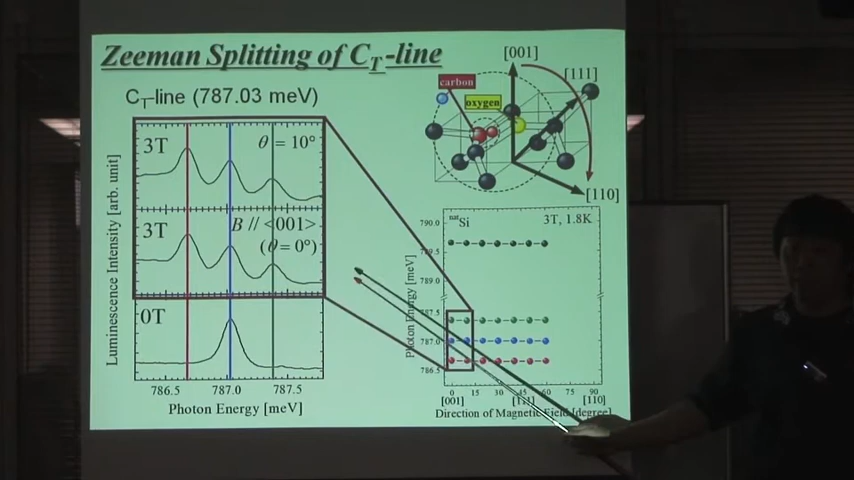 Zeeman Splitting of CT-line
CT-line (787.03 meV)
3T
θ = 10°
3T
B // <001>
(θ = 0°)
0T
Luminescence Intensity [arb. unit]
786.5 787.0 787.5
Photon Energy [meV]
[001]
[111]
[110]
carbon
oxygen
natSi
3T, 1.8K
790.0
789.5
789.0
787.5
787.0
786.5
Photon Energy [meV]
0 15 30 45 60 75 90
[001] [110]
Direction of Magnetic Field [degree]